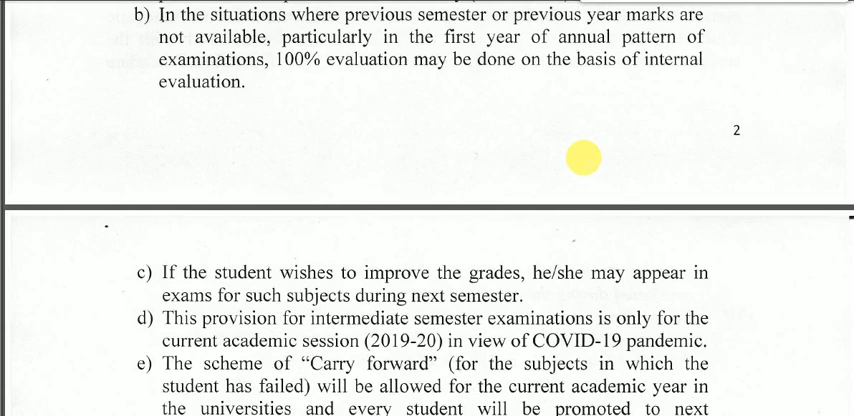 b) In the situations where previous semester or previous year marks are
not available, particularly in the first year of annual pattern of
examinations, 100% evaluation may be done on the basis of internal
evaluation.
2
c) If the student wishes to improve the grades, he/she may appear in
exams for such subjects during next semester.
d) This provision for intermediate semester examinations is only for the
current academic session (2019-20) in view of COVID-19 pandemic.
e) The scheme of “Carry forward” (for the subjects in which the
student has failed) will be allowed for the current academic year in
the universities and every student will be promoted to next